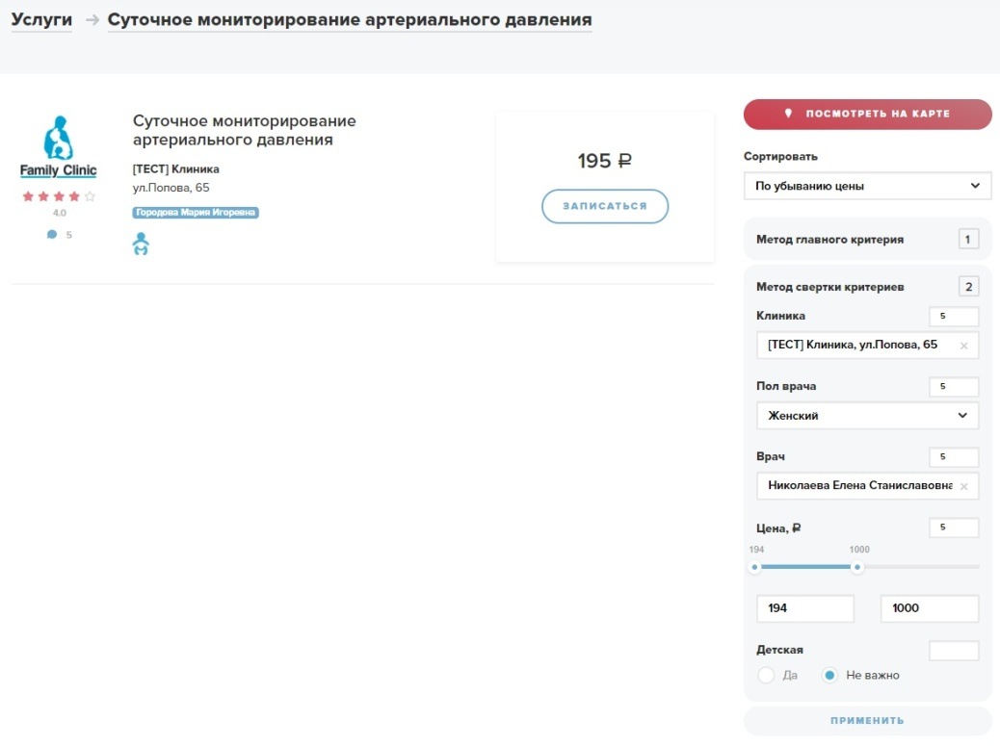 Услуги → Суточное мониторирование артериального давления
Family Clinic
4.0
5
Суточное мониторирование
артериального давления
[ТЕСТ] Клиника
ул.Попова, 65
Городова Мария Игоревна
195 ₽
ЗАПИСАТЬСЯ
ПОСМОТРЕТЬ НА КАРТЕ
Сортировать
По убыванию цены
Метод главного критерия 1
Метод свертки критериев 2
Клиника 5
[ТЕСТ] Клиника, ул.Попова, 65 ×
Пол врача 5
Женский
Врач 5
Николаева Елена Станиславовна ×
Цена, ₽ 5
194 1000
194 1000
Детская
Да Не важно
ПРИМЕНИТЬ